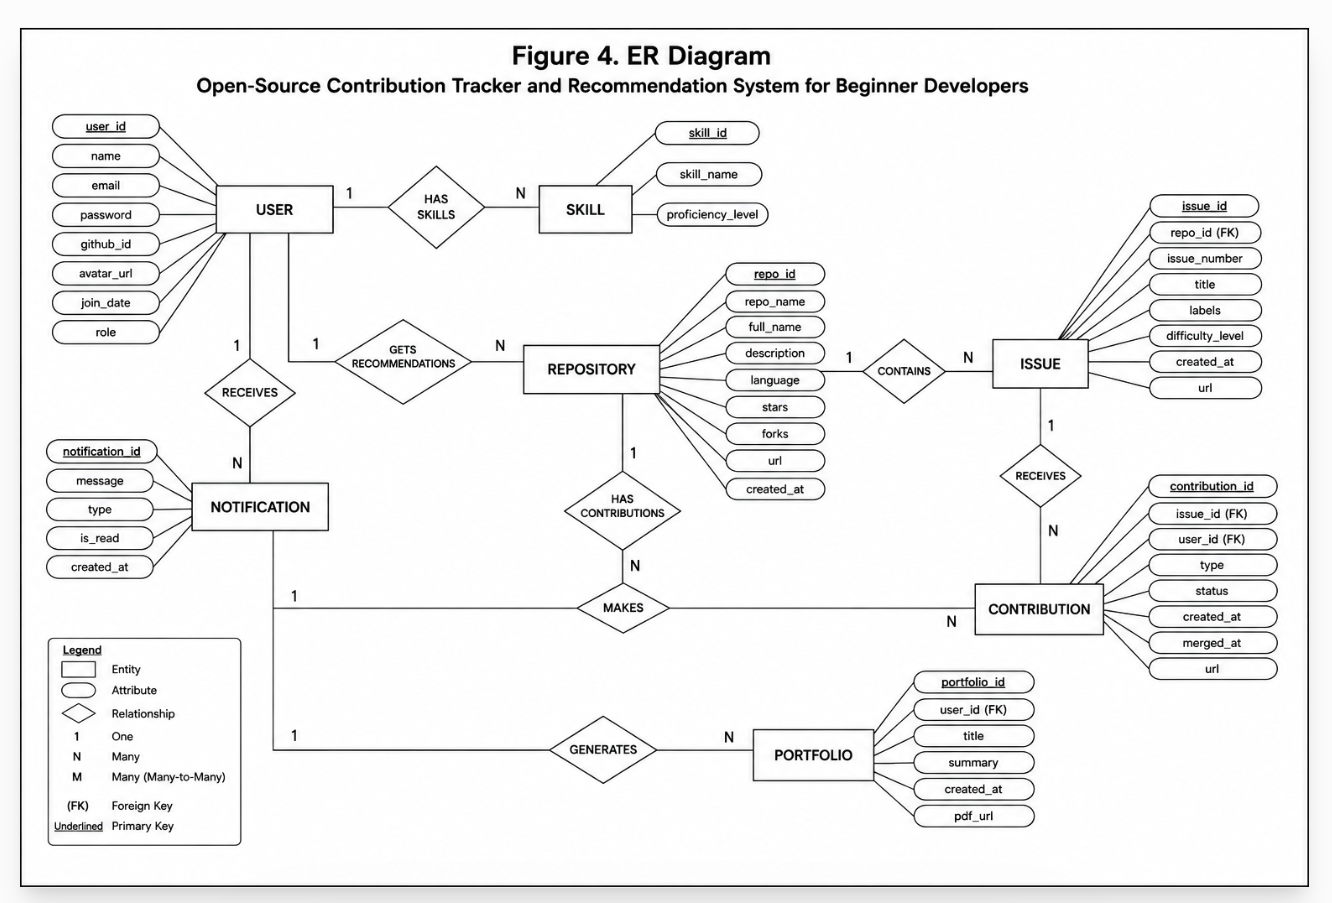 Figure 4. ER Diagram
Open-Source Contribution Tracker and Recommendation System for Beginner Developers
user_id
name
email
password
github_id
avatar_url
join_date
role
USER
1
HAS
SKILLS
N
SKILL
skill_id
skill_name
proficiency_level
1
RECEIVES
N
1
GETS
RECOMMENDATIONS
N
REPOSITORY
repo_id
repo_name
full_name
description
language
stars
forks
url
created_at
1
CONTAINS
N
ISSUE
issue_id
repo_id (FK)
issue_number
title
labels
difficulty_level
created_at
url
notification_id
message
type
is_read
created_at
NOTIFICATION
1
HAS
CONTRIBUTIONS
N
1
RECEIVES
N
1
MAKES
N
CONTRIBUTION
contribution_id
issue_id (FK)
user_id (FK)
type
status
created_at
merged_at
url
1
GENERATES
N
PORTFOLIO
portfolio_id
user_id (FK)
title
summary
created_at
pdf_url
Legend
Entity
Attribute
Relationship
1 One
N Many
M Many (Many-to-Many)
(FK) Foreign Key
Underlined Primary Key